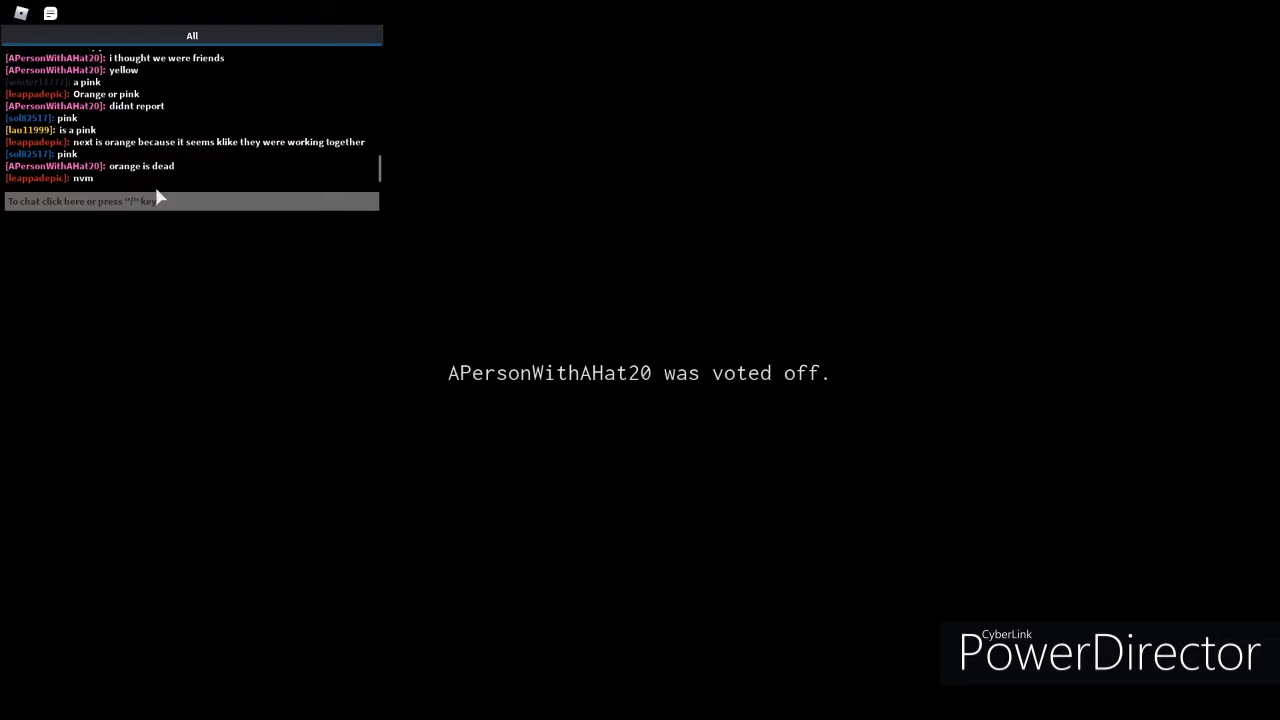 All
[APersonWithAHat20]: i thought we were friends
[APersonWithAHat20]: yellow
[winter11777]: a pink
[leappadepic]: Orange or pink
[APersonWithAHat20]: didnt report
[sol82517]: pink
[lau11999]: is a pink
[leappadepic]: next is orange because it seems klike they were working together
[sol82517]: pink
[APersonWithAHat20]: orange is dead
[leappadepic]: nvm
To chat click here or press "/" key
APersonWithAHat20 was voted off.
CyberLink
PowerDirector